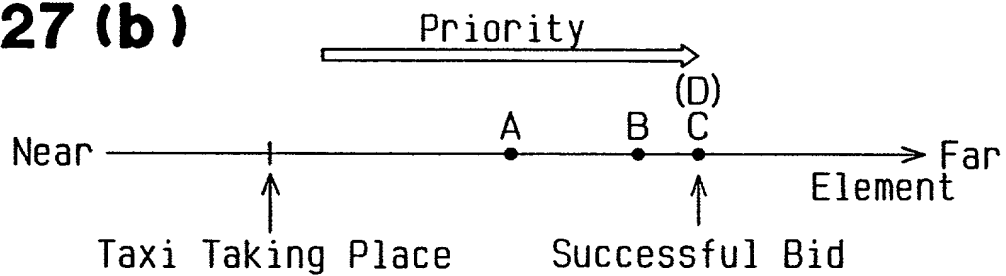 27 (b)
Priority
(D)
A B C
Near Far
Element
Taxi Taking Place Successful Bid